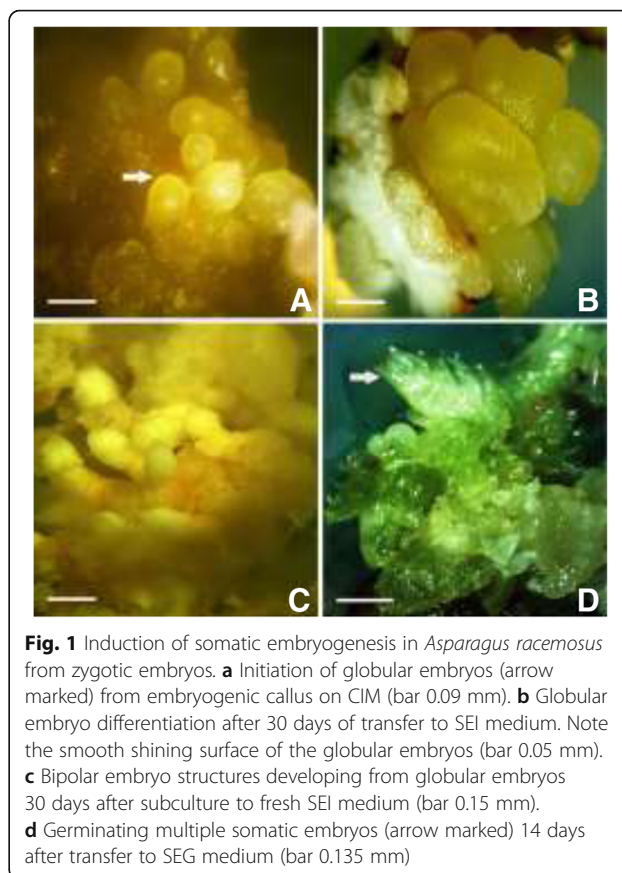 A
B
C
D
Fig. 1 Induction of somatic embryogenesis in Asparagus racemosus
from zygotic embryos. a Initiation of globular embryos (arrow
marked) from embryogenic callus on CIM (bar 0.09 mm). b Globular
embryo differentiation after 30 days of transfer to SEI medium. Note
the smooth shining surface of the globular embryos (bar 0.05 mm).
c Bipolar embryo structures developing from globular embryos
30 days after subculture to fresh SEI medium (bar 0.15 mm).
d Germinating multiple somatic embryos (arrow marked) 14 days
after transfer to SEG medium (bar 0.135 mm)